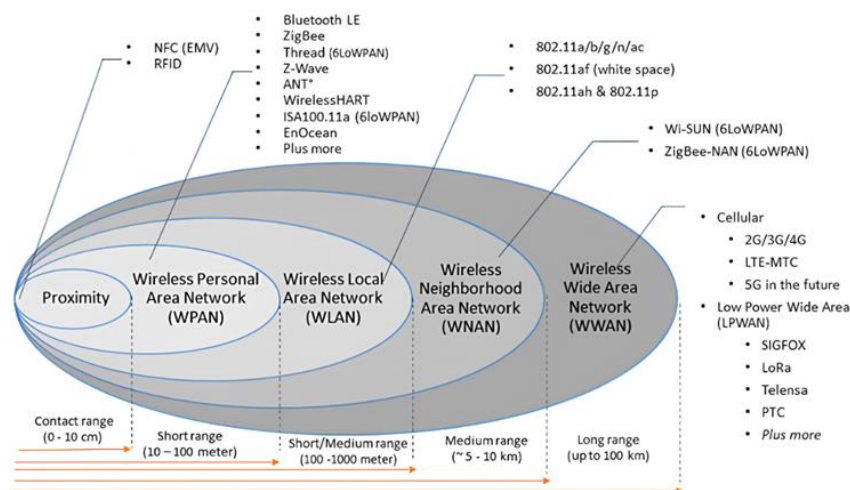 • NFC (EMV)
• RFID
• Bluetooth LE
• ZigBee
• Thread (6LoWPAN)
• Z-Wave
• ANT*
• WirelessHART
• ISA100.11a (6loWPAN)
• EnOcean
• Plus more
• 802.11a/b/g/n/ac
• 802.11af (white space)
• 802.11ah & 802.11p
• Wi-SUN (6LoWPAN)
• ZigBee-NAN (6LoWPAN)
• Cellular
• 2G/3G/4G
• LTE-MTC
• 5G in the future
• Low Power Wide Area
(LPWAN)
• SIGFOX
• LoRa
• Telensa
• PTC
• Plus more
Proximity
Wireless Personal
Area Network
(WPAN)
Wireless Local
Area Network
(WLAN)
Wireless
Neighborhood
Area Network
(WNAN)
Wireless
Wide Area
Network
(WWAN)
Contact range
(0 - 10 cm)
Short range
(10 – 100 meter)
Short/Medium range
(100 -1000 meter)
Medium range
(~ 5 - 10 km)
Long range
(up to 100 km)